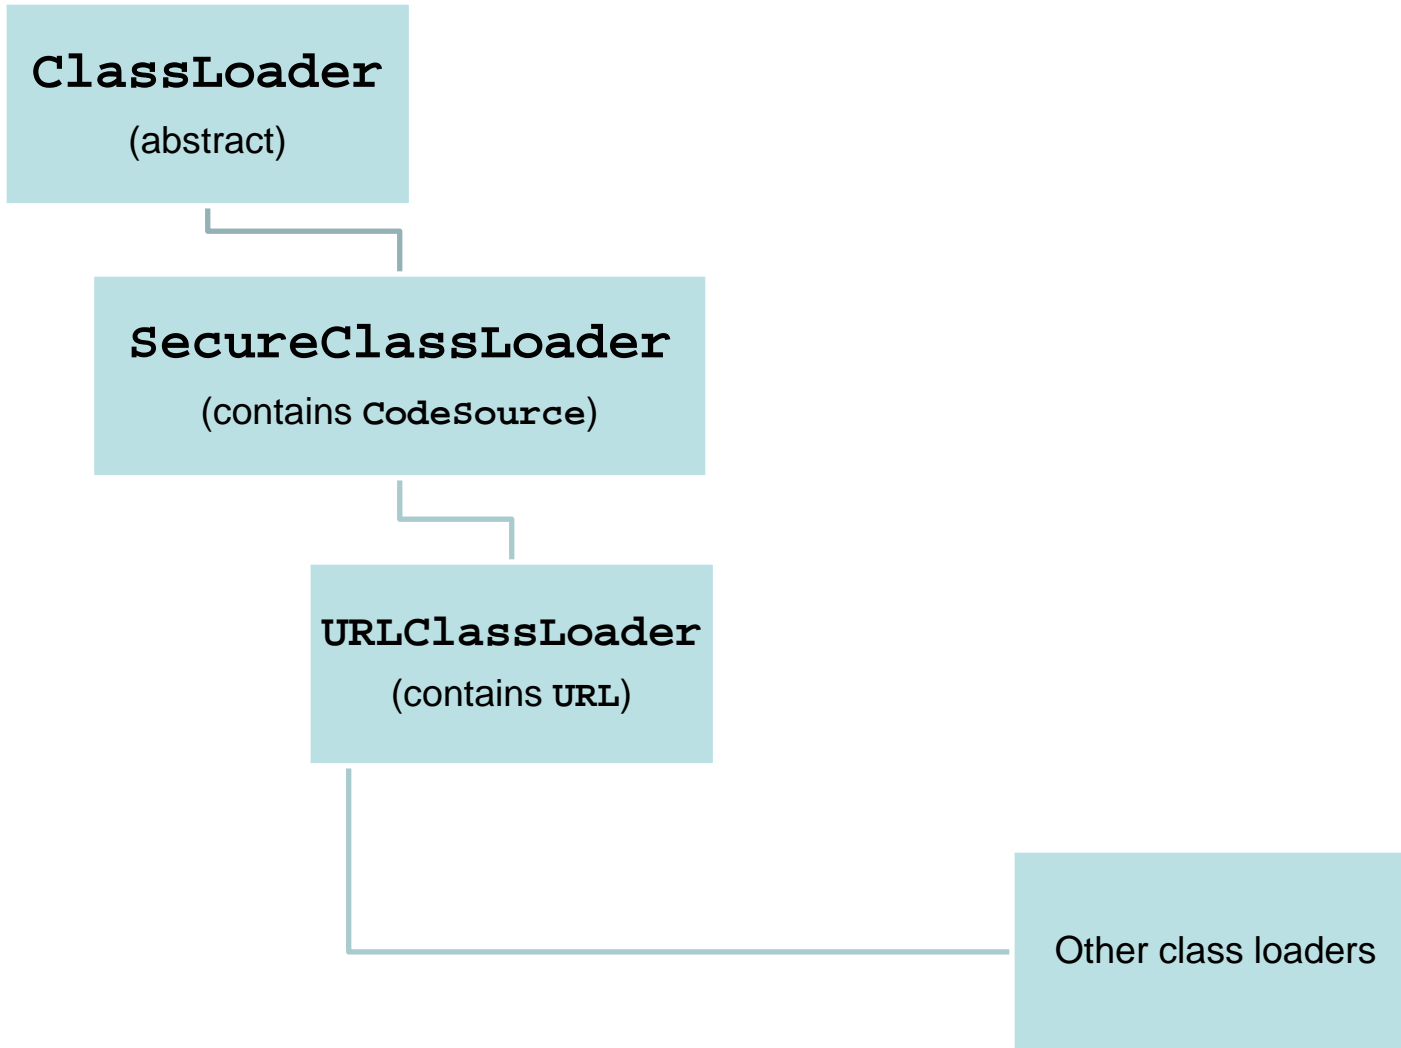 ClassLoader
(abstract)
SecureClassLoader
(contains CodeSource)
URLClassLoader
(contains URL)
Other class loaders